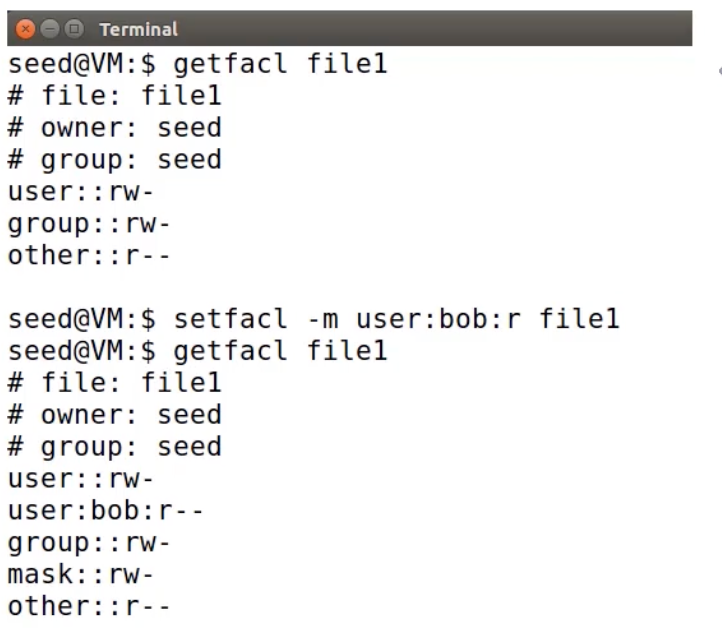 Terminal
seed@VM:$ getfacl file1
# file: file1
# owner: seed
# group: seed
user::rw-
group::rw-
other::r--
seed@VM:$ setfacl -m user:bob:r file1
seed@VM:$ getfacl file1
# file: file1
# owner: seed
# group: seed
user::rw-
user:bob:r--
group::rw-
mask::rw-
other::r--